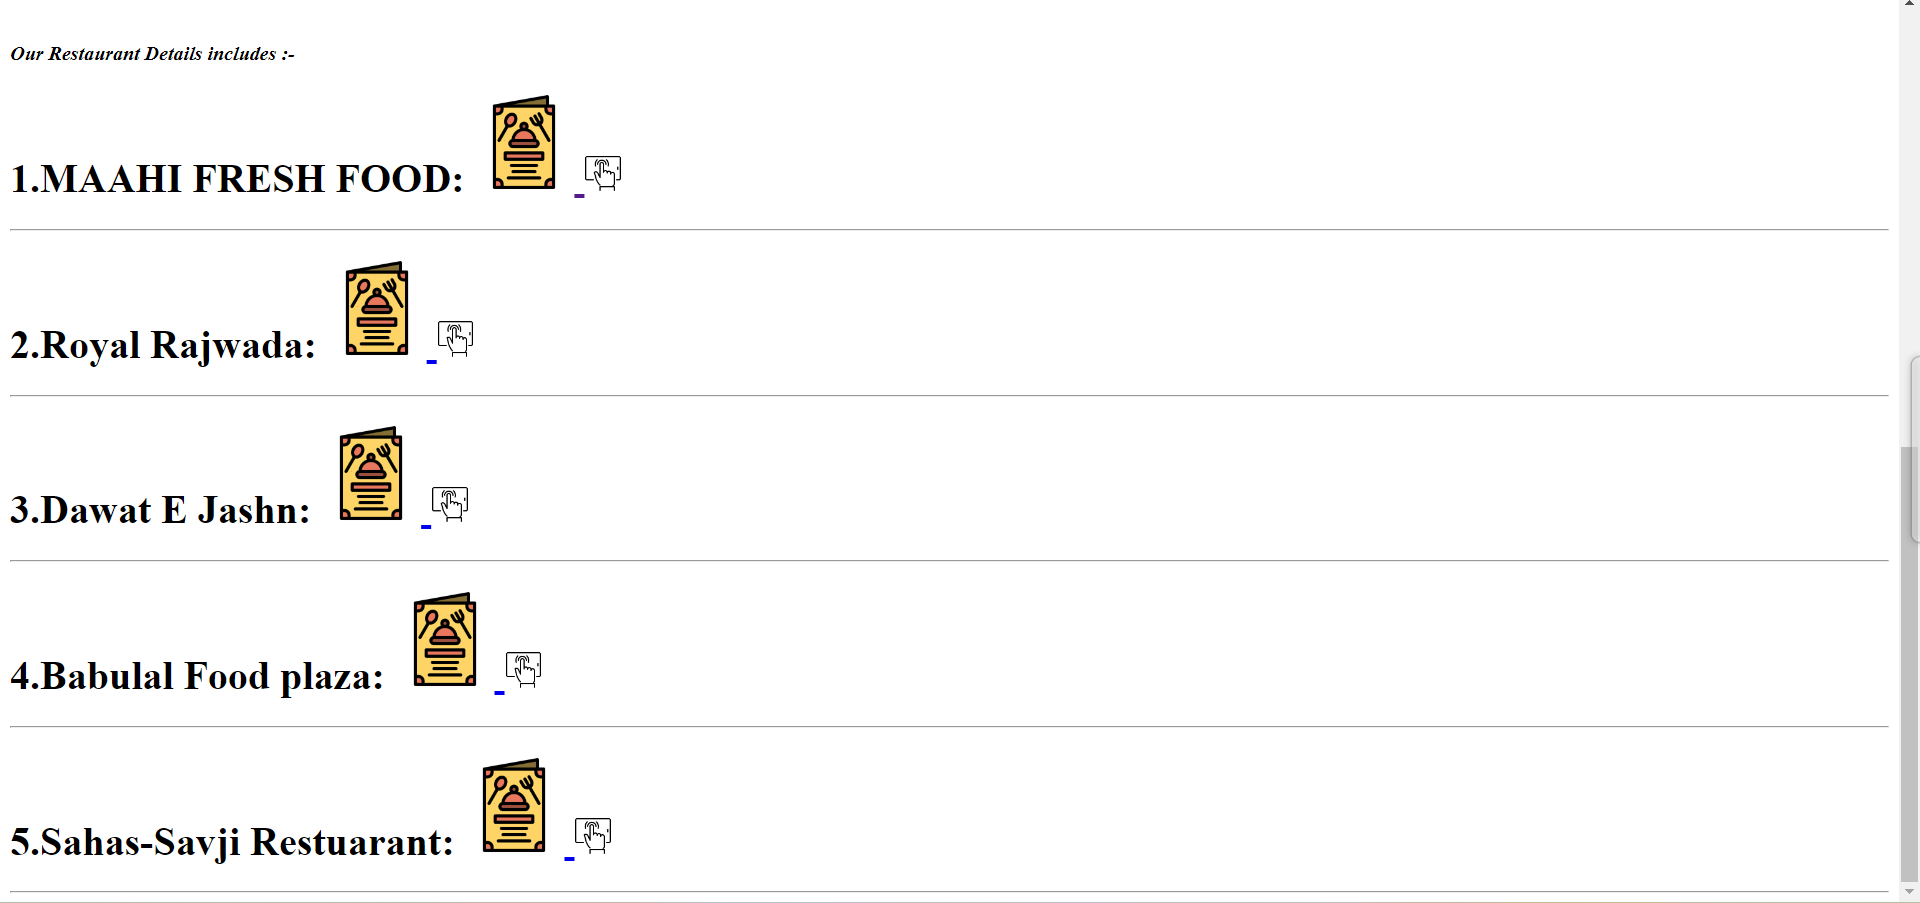 Our Restaurant Details includes :-
1.MAAHI FRESH FOOD:
2.Royal Rajwada:
3.Dawat E Jashn:
4.Babulal Food plaza:
5.Sahas-Savji Restuarant: